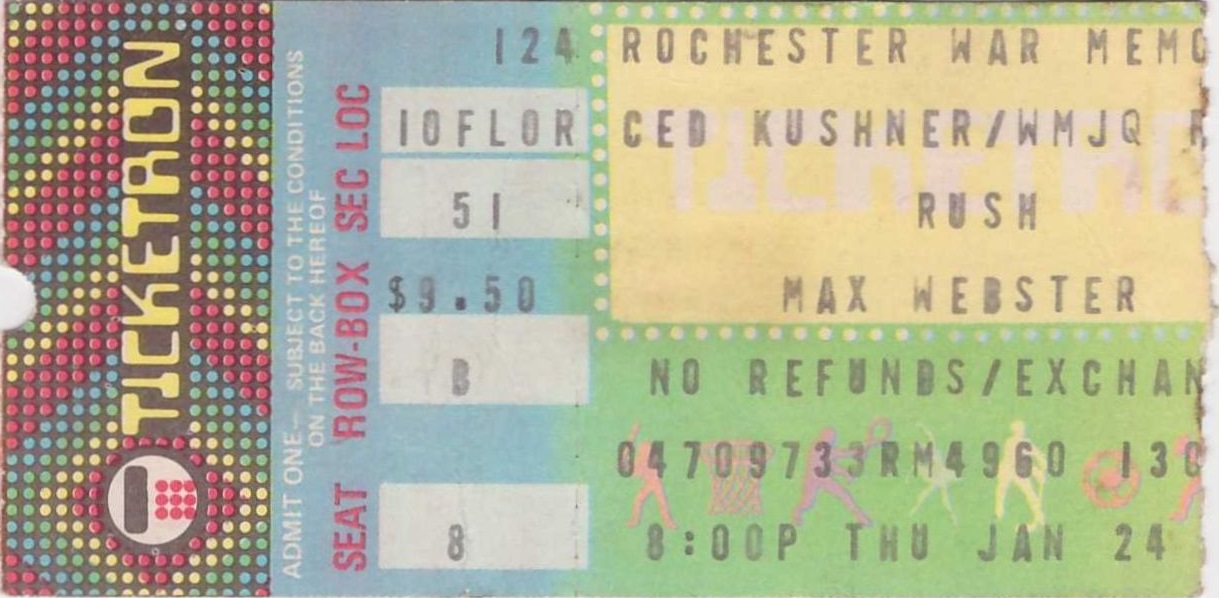 TICKETRON
ADMIT ONE— SUBJECT TO THE CONDITIONS
ON THE BACK HEREOF
SEAT ROW-BOX SEC LOC
124 ROCHESTER WAR MEMO
10FLOR CED KUSHNER/WMJQ
51 RUSH
$9.50 MAX WEBSTER
B NO REFUNDS/EXCHAN
04709733RM4960 130
8 8:00P THU JAN 24